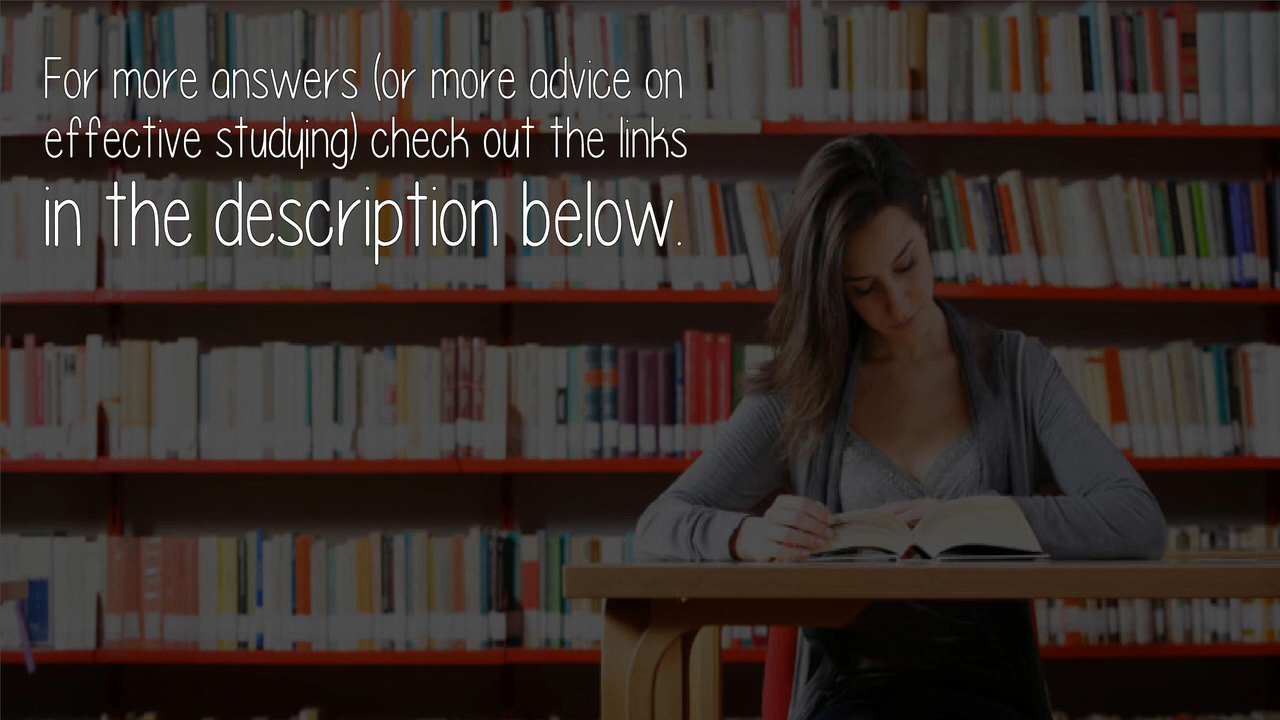 For more answers (or more advice on
effective studying) check out the links
in the description below.